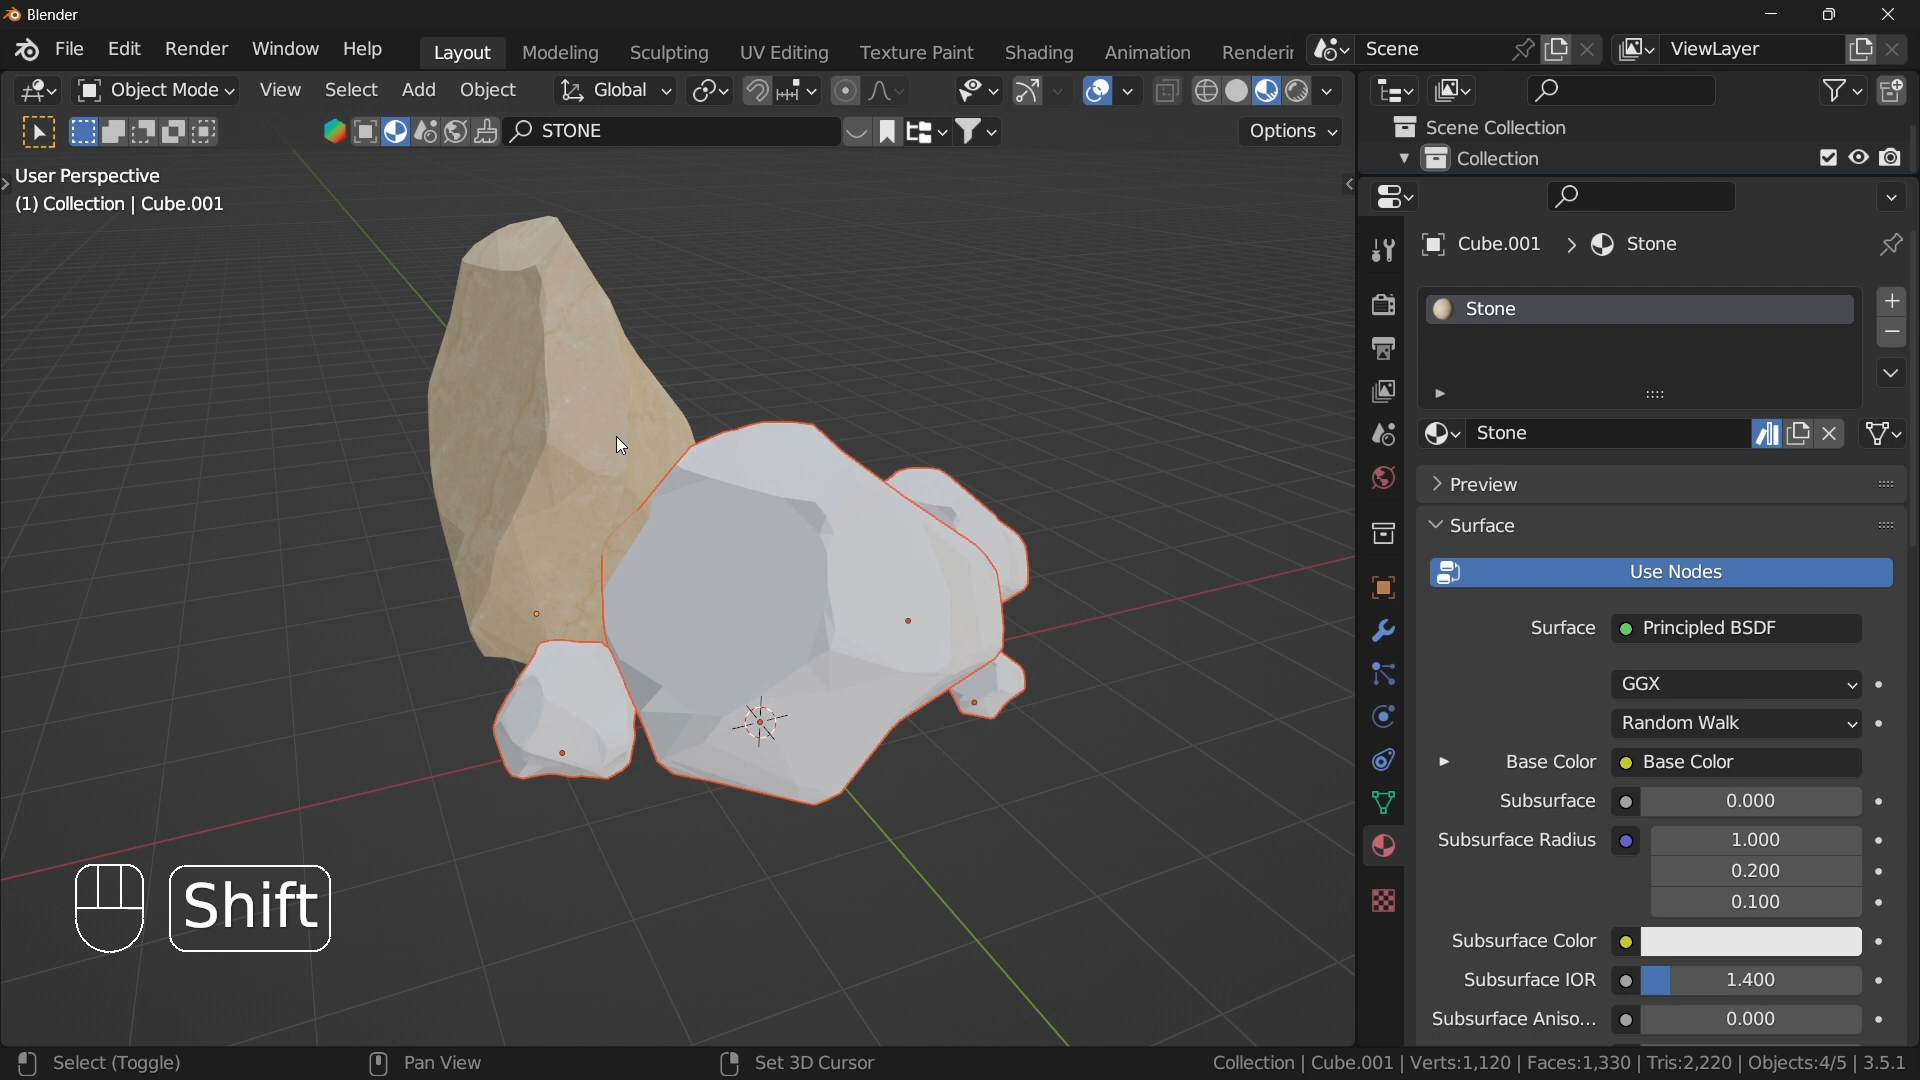 Blender
File Edit Render Window Help Layout Modeling Sculpting UV Editing Texture Paint Shading Animation Renderin Scene ViewLayer
Object Mode View Select Add Object Global
STONE Options
User Perspective
(1) Collection | Cube.001
Scene Collection
Collection
Cube.001 > Stone
Stone
Stone
Preview
Surface
Use Nodes
Surface Principled BSDF
GGX
Random Walk
Base Color Base Color
Subsurface 0.000
Subsurface Radius 1.000
0.200
0.100
Subsurface Color
Subsurface IOR 1.400
Subsurface Aniso... 0.000
Shift
Select (Toggle) Pan View Set 3D Cursor Collection | Cube.001 | Verts:1,120 | Faces:1,330 | Tris:2,220 | Objects:4/5 | 3.5.1